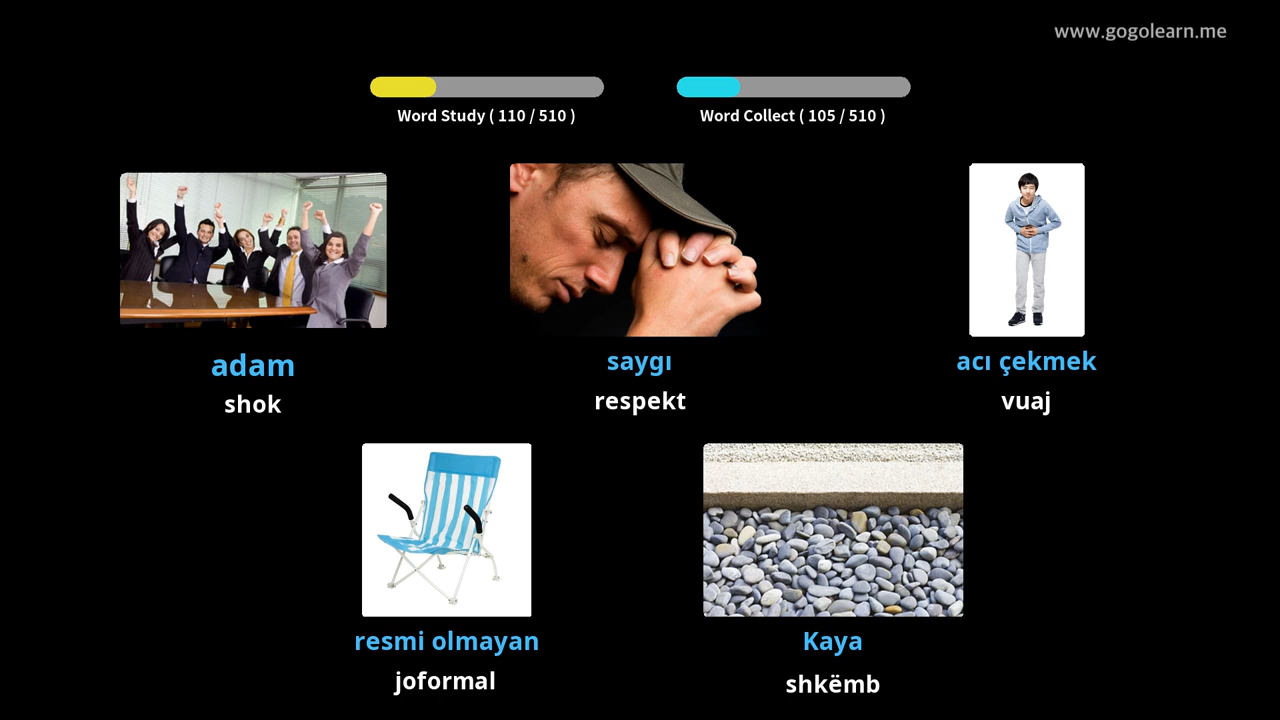 www.gogolearn.me
Word Study ( 110 / 510 )
Word Collect ( 105 / 510 )
adam
shok
saygı
respekt
acı çekmek
vuaj
resmi olmayan
joformal
Kaya
shkëmb